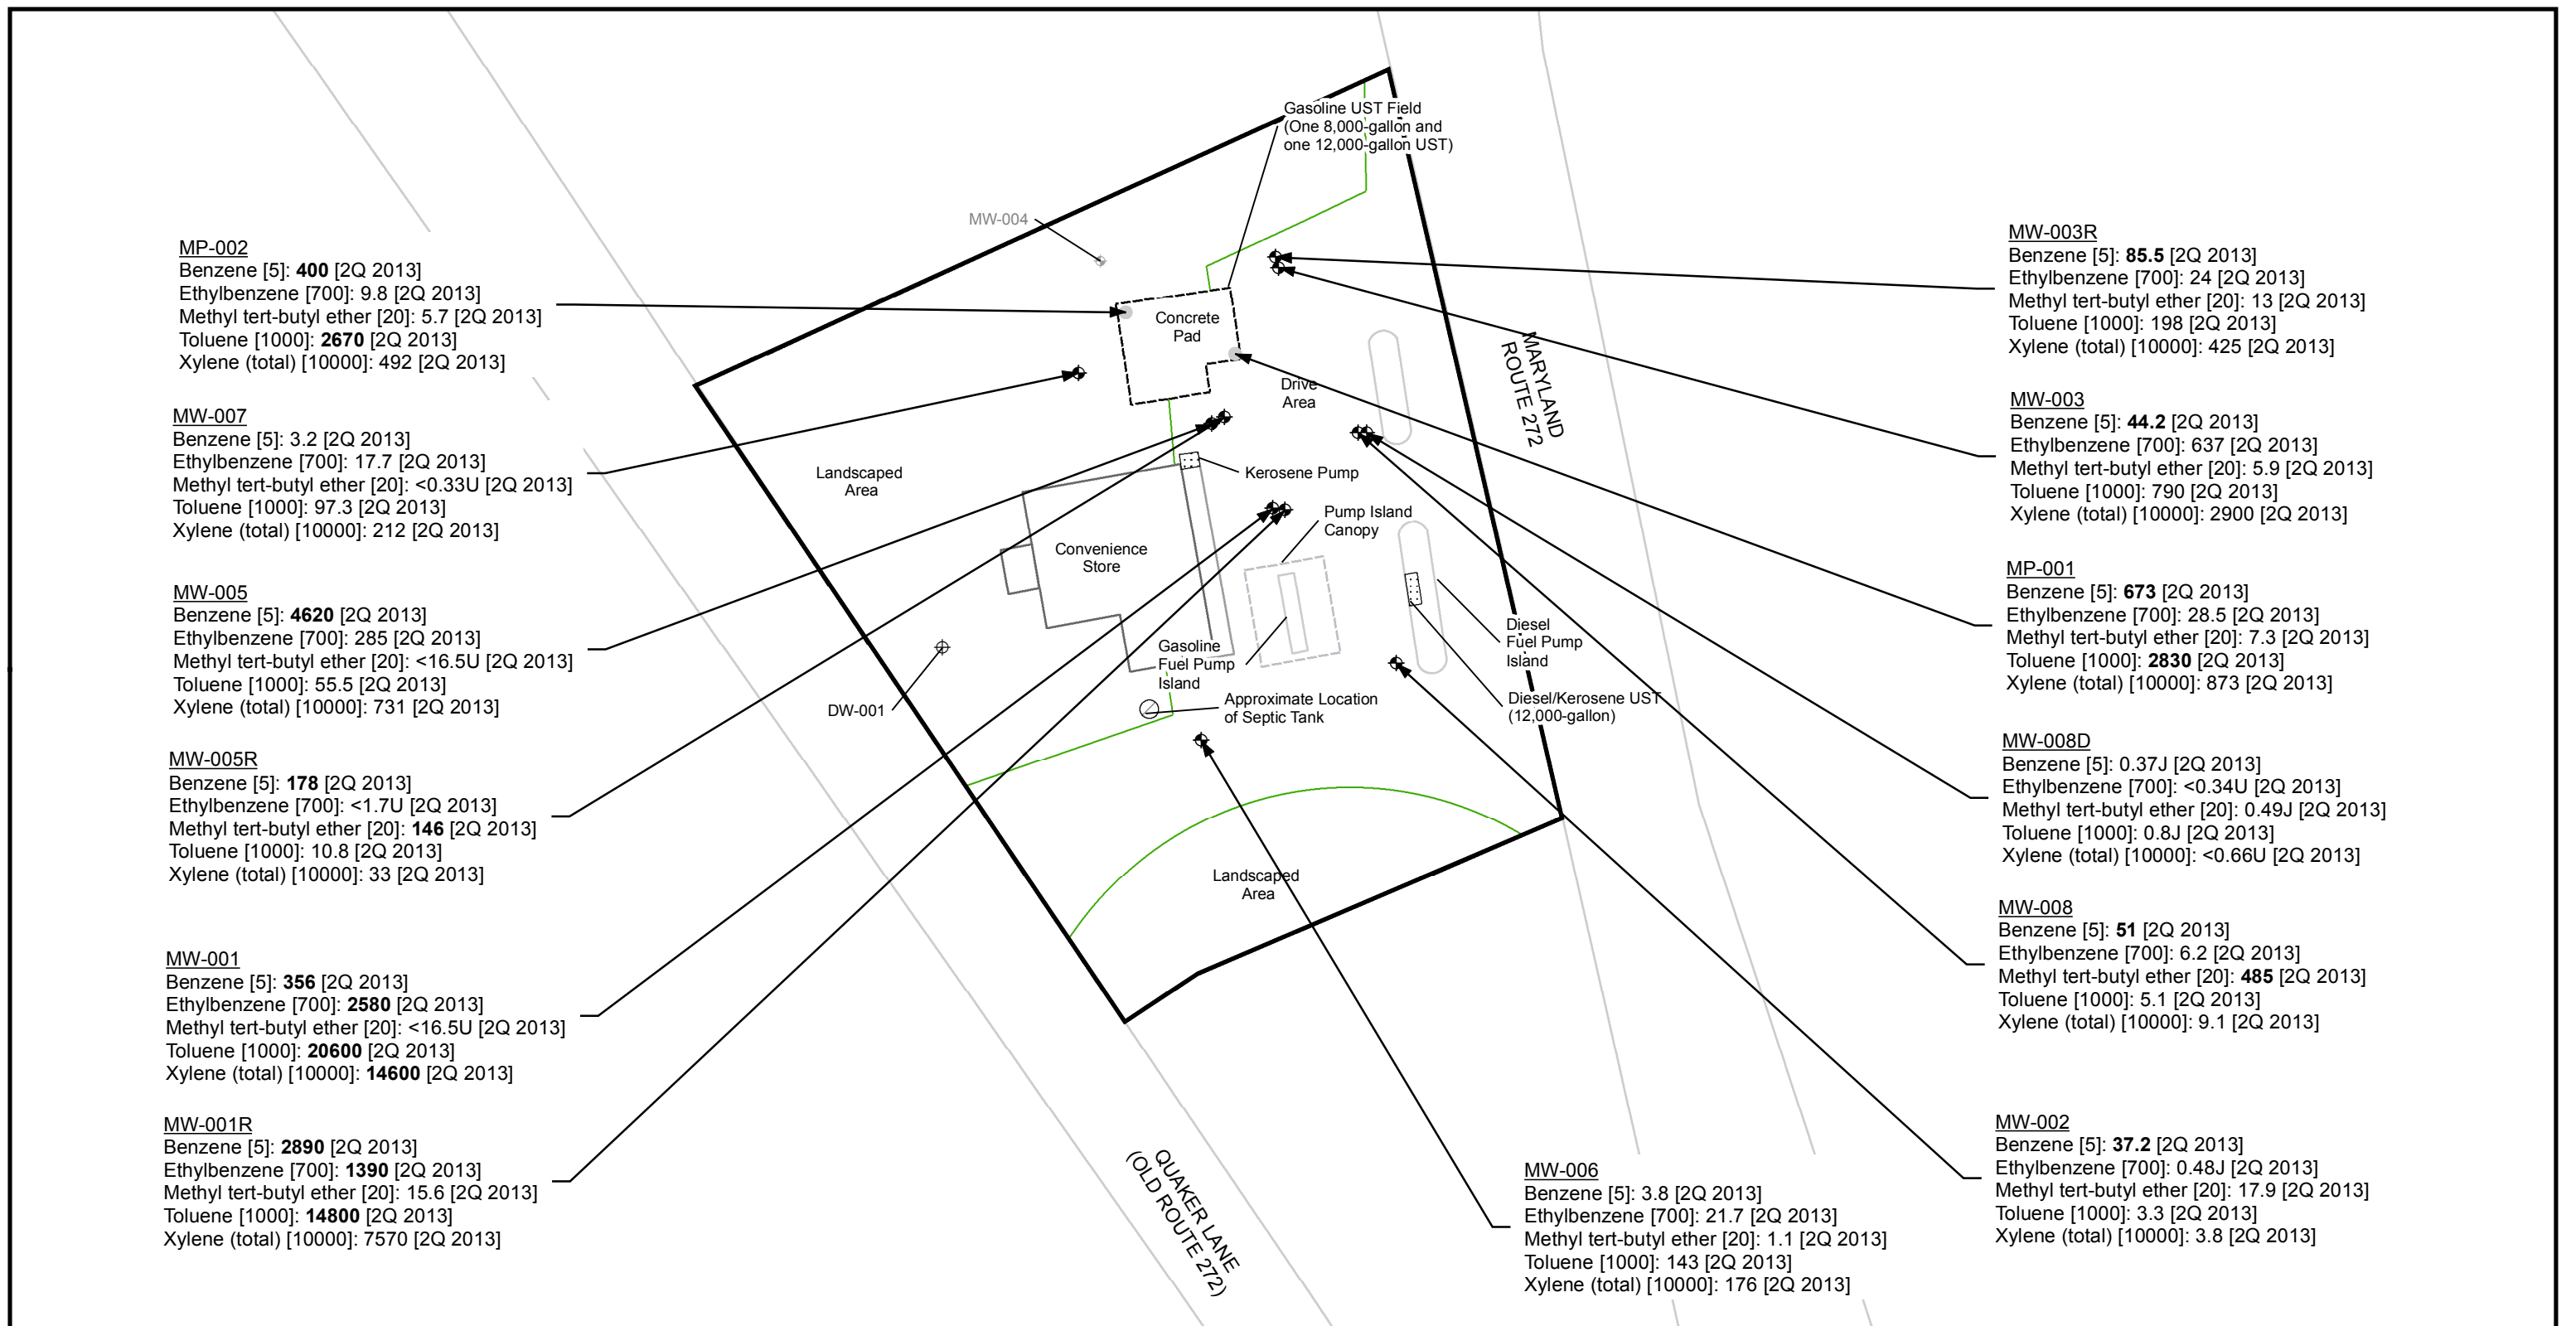 MP-002
Benzene [5]: 400 [2Q 2013]
Ethylbenzene [700]: 9.8 [2Q 2013]
Methyl tert-butyl ether [20]: 5.7 [2Q 2013]
Toluene [1000]: 2670 [2Q 2013]
Xylene (total) [10000]: 492 [2Q 2013]
MW-007
Benzene [5]: 3.2 [2Q 2013]
Ethylbenzene [700]: 17.7 [2Q 2013]
Methyl tert-butyl ether [20]: <0.33U [2Q 2013]
Toluene [1000]: 97.3 [2Q 2013]
Xylene (total) [10000]: 212 [2Q 2013]
MW-005
Benzene [5]: 4620 [2Q 2013]
Ethylbenzene [700]: 285 [2Q 2013]
Methyl tert-butyl ether [20]: <16.5U [2Q 2013]
Toluene [1000]: 55.5 [2Q 2013]
Xylene (total) [10000]: 731 [2Q 2013]
MW-005R
Benzene [5]: 178 [2Q 2013]
Ethylbenzene [700]: <1.7U [2Q 2013]
Methyl tert-butyl ether [20]: 146 [2Q 2013]
Toluene [1000]: 10.8 [2Q 2013]
Xylene (total) [10000]: 33 [2Q 2013]
MW-001
Benzene [5]: 356 [2Q 2013]
Ethylbenzene [700]: 2580 [2Q 2013]
Methyl tert-butyl ether [20]: <16.5U [2Q 2013]
Toluene [1000]: 20600 [2Q 2013]
Xylene (total) [10000]: 14600 [2Q 2013]
MW-001R
Benzene [5]: 2890 [2Q 2013]
Ethylbenzene [700]: 1390 [2Q 2013]
Methyl tert-butyl ether [20]: 15.6 [2Q 2013]
Toluene [1000]: 14800 [2Q 2013]
Xylene (total) [10000]: 7570 [2Q 2013]
Gasoline UST Field
(One 8,000-gallon and
one 12,000-gallon UST)
MW-004
Concrete
Pad
Drive
Area
MARYLAND
ROUTE 272
Landscaped
Area
Kerosene Pump
Pump Island
Canopy
Convenience
Store
Gasoline
Fuel Pump
Island
Diesel
Fuel Pump
Island
DW-001
Approximate Location
of Septic Tank
Diesel/Kerosene UST
(12,000-gallon)
Landscaped
Area
QUAKER LANE
(OLD ROUTE 272)
MW-003R
Benzene [5]: 85.5 [2Q 2013]
Ethylbenzene [700]: 24 [2Q 2013]
Methyl tert-butyl ether [20]: 13 [2Q 2013]
Toluene [1000]: 198 [2Q 2013]
Xylene (total) [10000]: 425 [2Q 2013]
MW-003
Benzene [5]: 44.2 [2Q 2013]
Ethylbenzene [700]: 637 [2Q 2013]
Methyl tert-butyl ether [20]: 5.9 [2Q 2013]
Toluene [1000]: 790 [2Q 2013]
Xylene (total) [10000]: 2900 [2Q 2013]
MP-001
Benzene [5]: 673 [2Q 2013]
Ethylbenzene [700]: 28.5 [2Q 2013]
Methyl tert-butyl ether [20]: 7.3 [2Q 2013]
Toluene [1000]: 2830 [2Q 2013]
Xylene (total) [10000]: 873 [2Q 2013]
MW-008D
Benzene [5]: 0.37J [2Q 2013]
Ethylbenzene [700]: <0.34U [2Q 2013]
Methyl tert-butyl ether [20]: 0.49J [2Q 2013]
Toluene [1000]: 0.8J [2Q 2013]
Xylene (total) [10000]: <0.66U [2Q 2013]
MW-008
Benzene [5]: 51 [2Q 2013]
Ethylbenzene [700]: 6.2 [2Q 2013]
Methyl tert-butyl ether [20]: 485 [2Q 2013]
Toluene [1000]: 5.1 [2Q 2013]
Xylene (total) [10000]: 9.1 [2Q 2013]
MW-002
Benzene [5]: 37.2 [2Q 2013]
Ethylbenzene [700]: 0.48J [2Q 2013]
Methyl tert-butyl ether [20]: 17.9 [2Q 2013]
Toluene [1000]: 3.3 [2Q 2013]
Xylene (total) [10000]: 3.8 [2Q 2013]
MW-006
Benzene [5]: 3.8 [2Q 2013]
Ethylbenzene [700]: 21.7 [2Q 2013]
Methyl tert-butyl ether [20]: 1.1 [2Q 2013]
Toluene [1000]: 143 [2Q 2013]
Xylene (total) [10000]: 176 [2Q 2013]